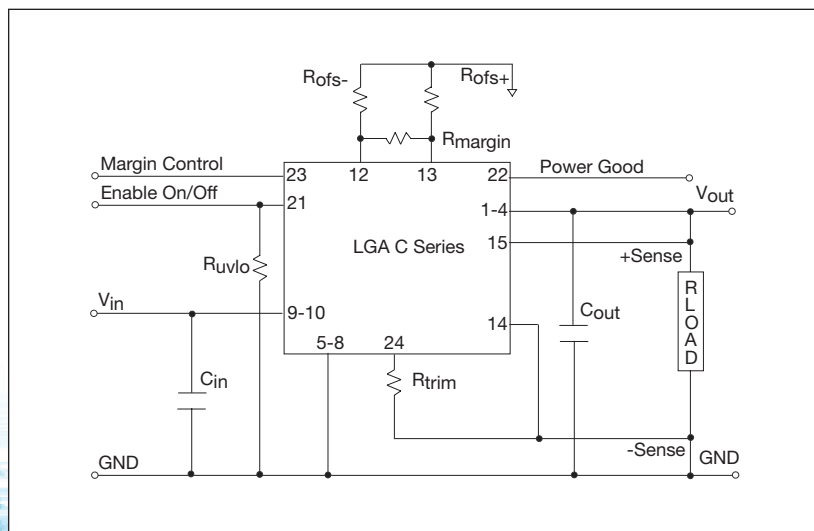 Rofs-
Rofs+
Rmargin
Margin Control
23
12
13
22
Power Good
Enable On/Off
21
1-4
Vout
LGA C Series
15
+Sense
Ruvlo
Vin
9-10
14
Cout
RLOAD
5-8
24
Cin
Rtrim
-Sense
GND
GND